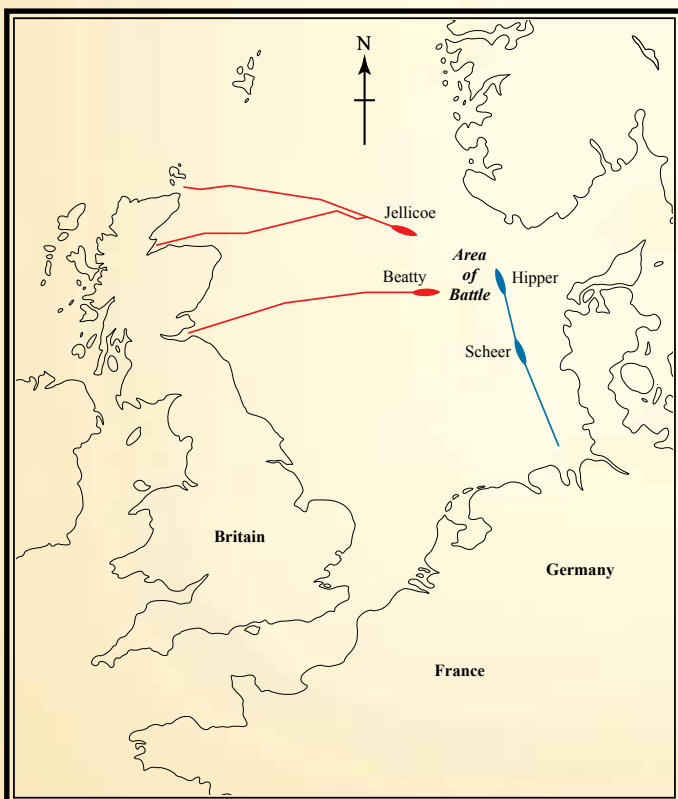 N
Jellicoe
Area
of
Battle
Beatty
Hipper
Scheer
Britain
Germany
France